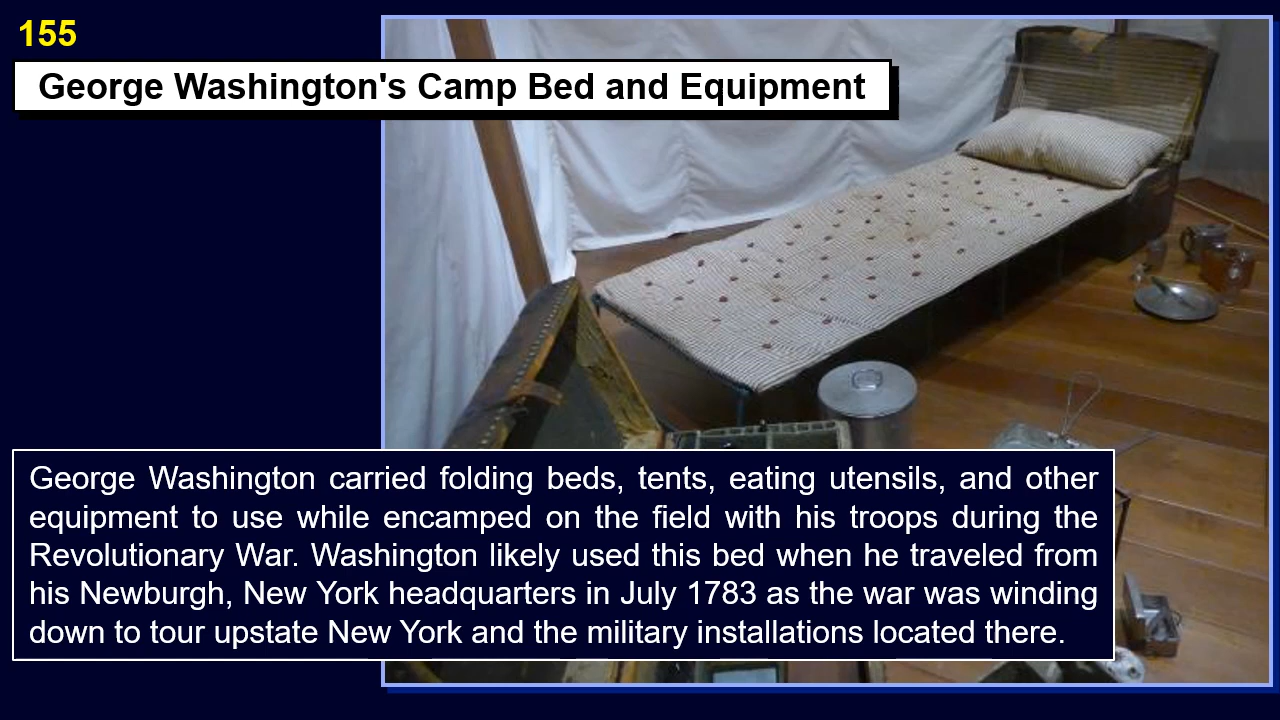 155
George Washington's Camp Bed and Equipment
George Washington carried folding beds, tents, eating utensils, and other
equipment to use while encamped on the field with his troops during the
Revolutionary War. Washington likely used this bed when he traveled from
his Newburgh, New York headquarters in July 1783 as the war was winding
down to tour upstate New York and the military installations located there.